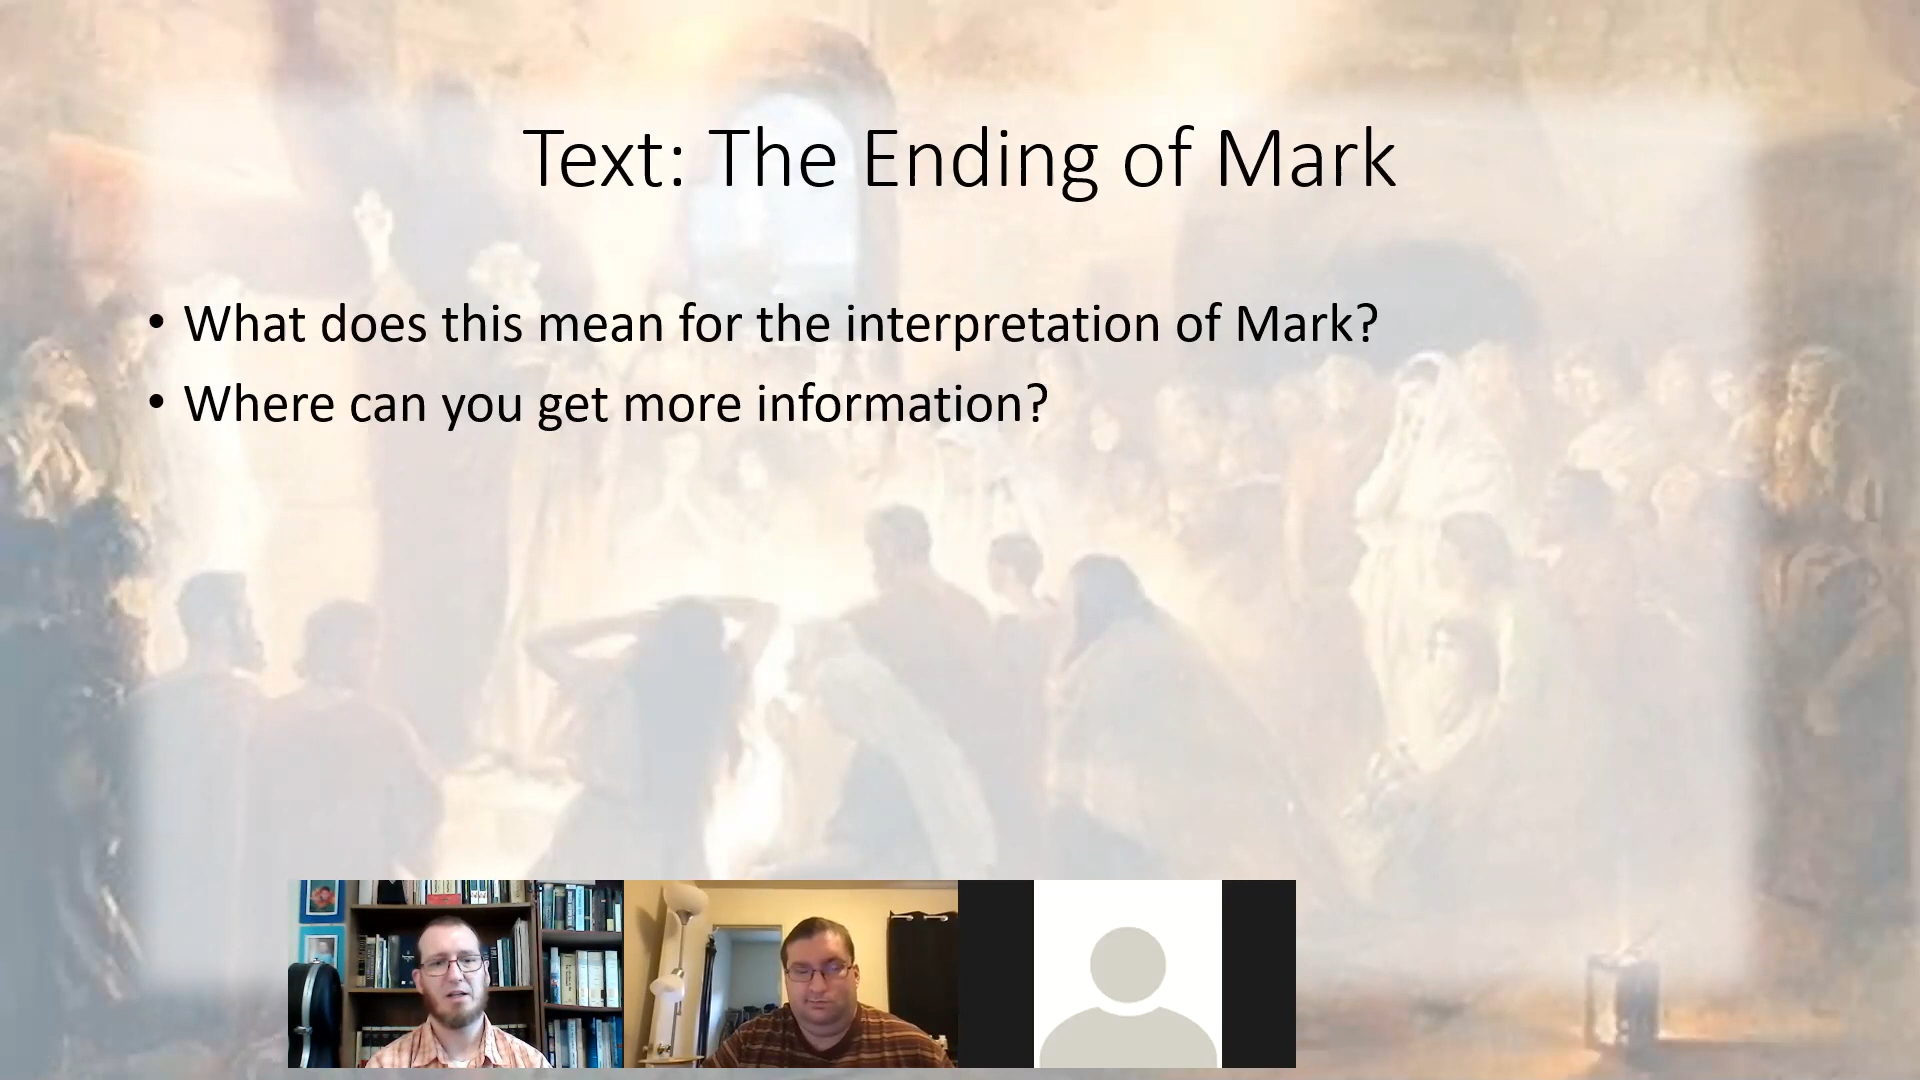 Text: The Ending of Mark
• What does this mean for the interpretation of Mark?
• Where can you get more information?